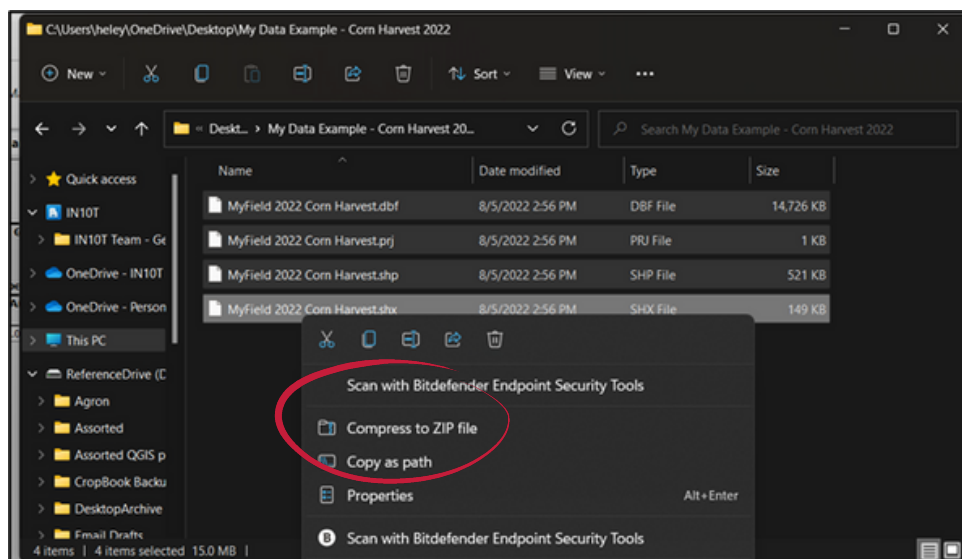 C:\Users\heley\OneDrive\Desktop\My Data Example - Corn Harvest 2022
New Sort View
Deskt... > My Data Example - Corn Harvest 20... Search My Data Example - Corn Harvest 2022
Name Date modified Type Size
Quick access
MyField 2022 Corn Harvest.dbf 8/5/2022 2:56 PM DBF File 14,726 KB
IN10T
MyField 2022 Corn Harvest.prj 8/5/2022 2:56 PM PRJ File 1 KB
IN10T Team - Ge
MyField 2022 Corn Harvest.shp 8/5/2022 2:56 PM SHP File 521 KB
OneDrive - IN10T
MyField 2022 Corn Harvest.shx 8/5/2022 2:56 PM SHX File 149 KB
OneDrive - Person
This PC
ReferenceDrive (D
Agron
Assorted
Assorted QGIS p
CropBook Backu
DesktopArchive
Email Drafts
Scan with Bitdefender Endpoint Security Tools
Compress to ZIP file
Copy as path
Properties Alt+Enter
B Scan with Bitdefender Endpoint Security Tools
4 items | 4 items selected 15.0 MB |